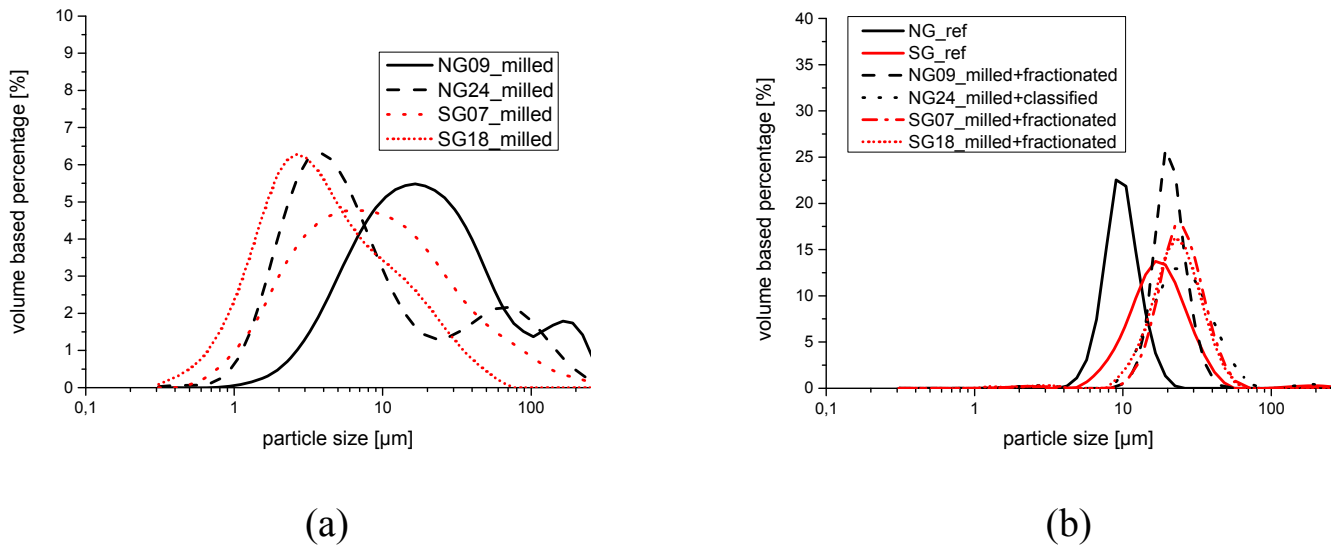 10
9
8
7
6
5
4
3
2
1
0
0,1
1
10
100
volume based percentage [%]
particle size [µm]
NG09_milled
NG24_milled
SG07_milled
SG18_milled
(a)
40
35
30
25
20
15
10
5
0
0,1
1
10
100
volume based percentage [%]
particle size [µm]
NG_ref
SG_ref
NG09_milled+fractionated
NG24_milled+classified
SG07_milled+fractionated
SG18_milled+fractionated
(b)